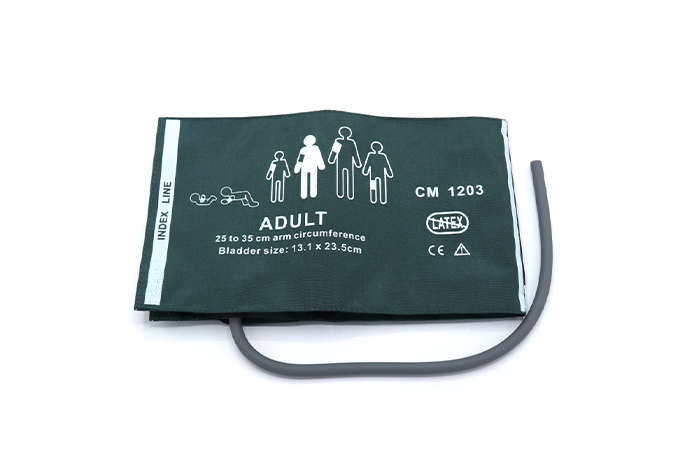 INDEX LINE
ADULT
25 to 35 cm arm circumference
Bladder size: 13.1 x 23.5cm
CM 1203
LATEX
CE